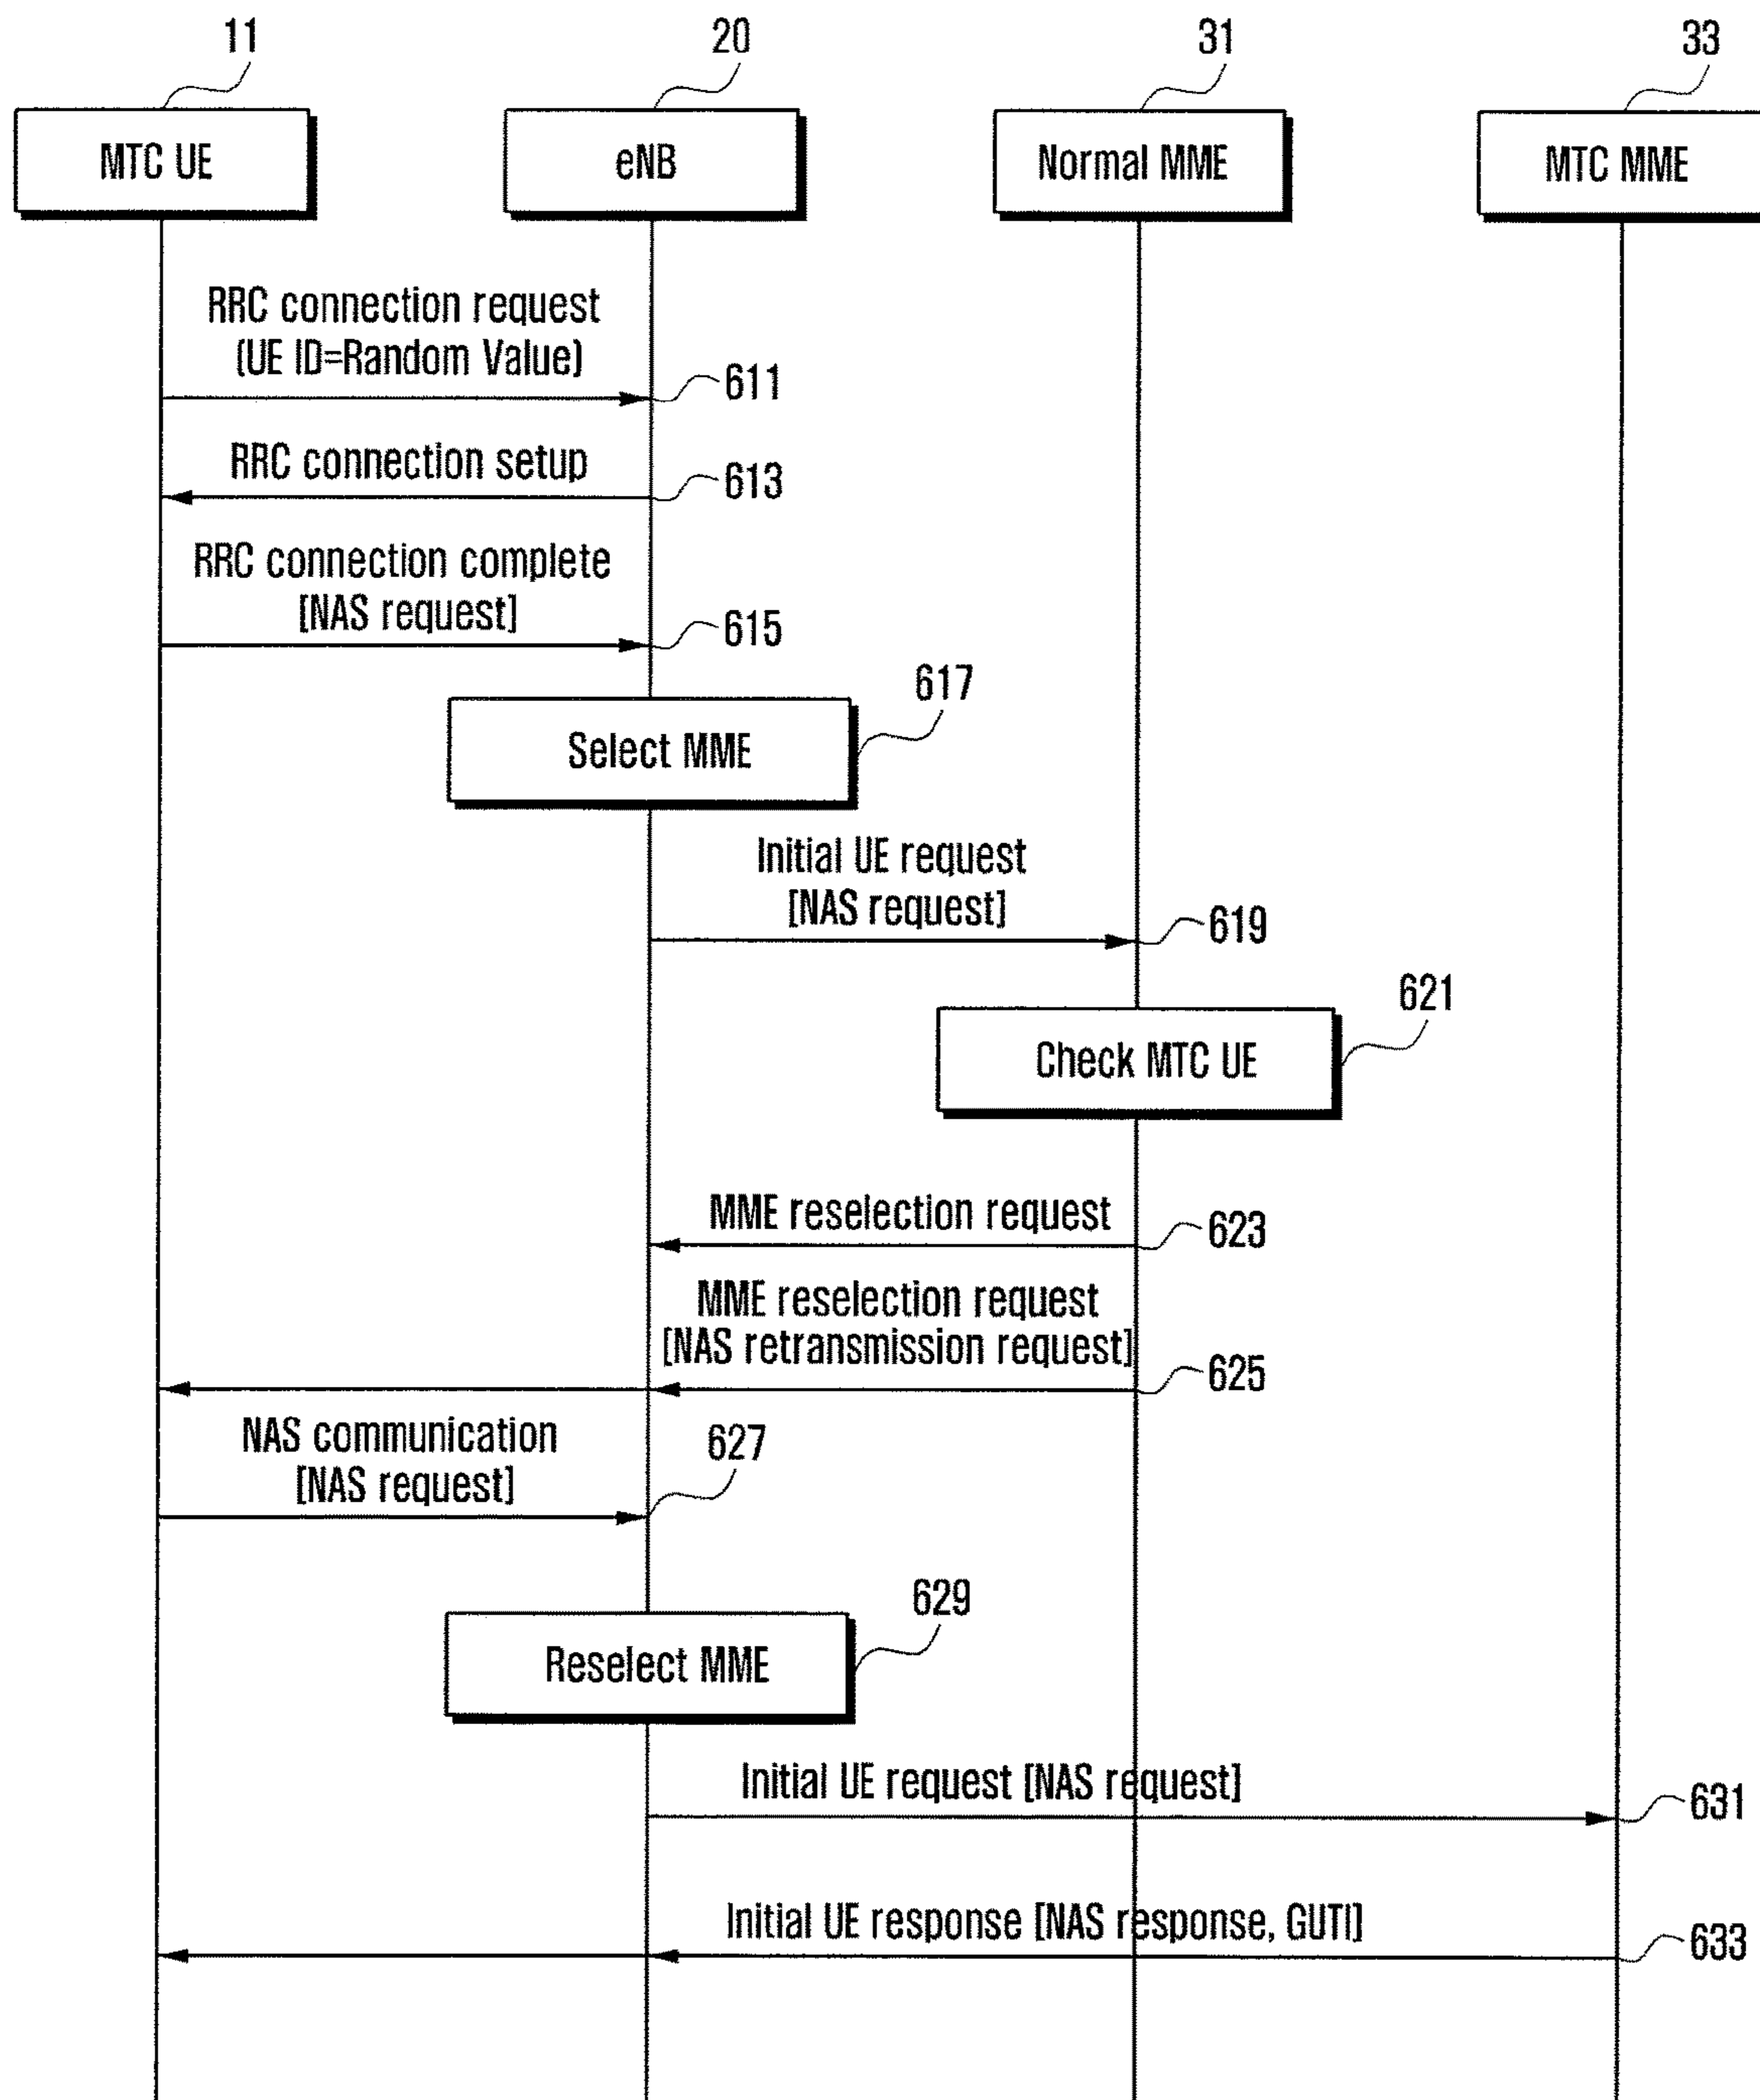 11
20
31
33
MTC UE
eNB
Normal MME
MTC MME
RRC connection request
(UE ID=Random Value)
611
RRC connection setup
613
RRC connection complete
[NAS request]
615
617
Select MME
Initial UE request
[NAS request]
619
621
Check MTC UE
MME reselection request
623
MME reselection request
[NAS retransmission request]
625
NAS communication
[NAS request]
627
629
Reselect MME
Initial UE request [NAS request]
631
Initial UE response [NAS response, GUTI]
633